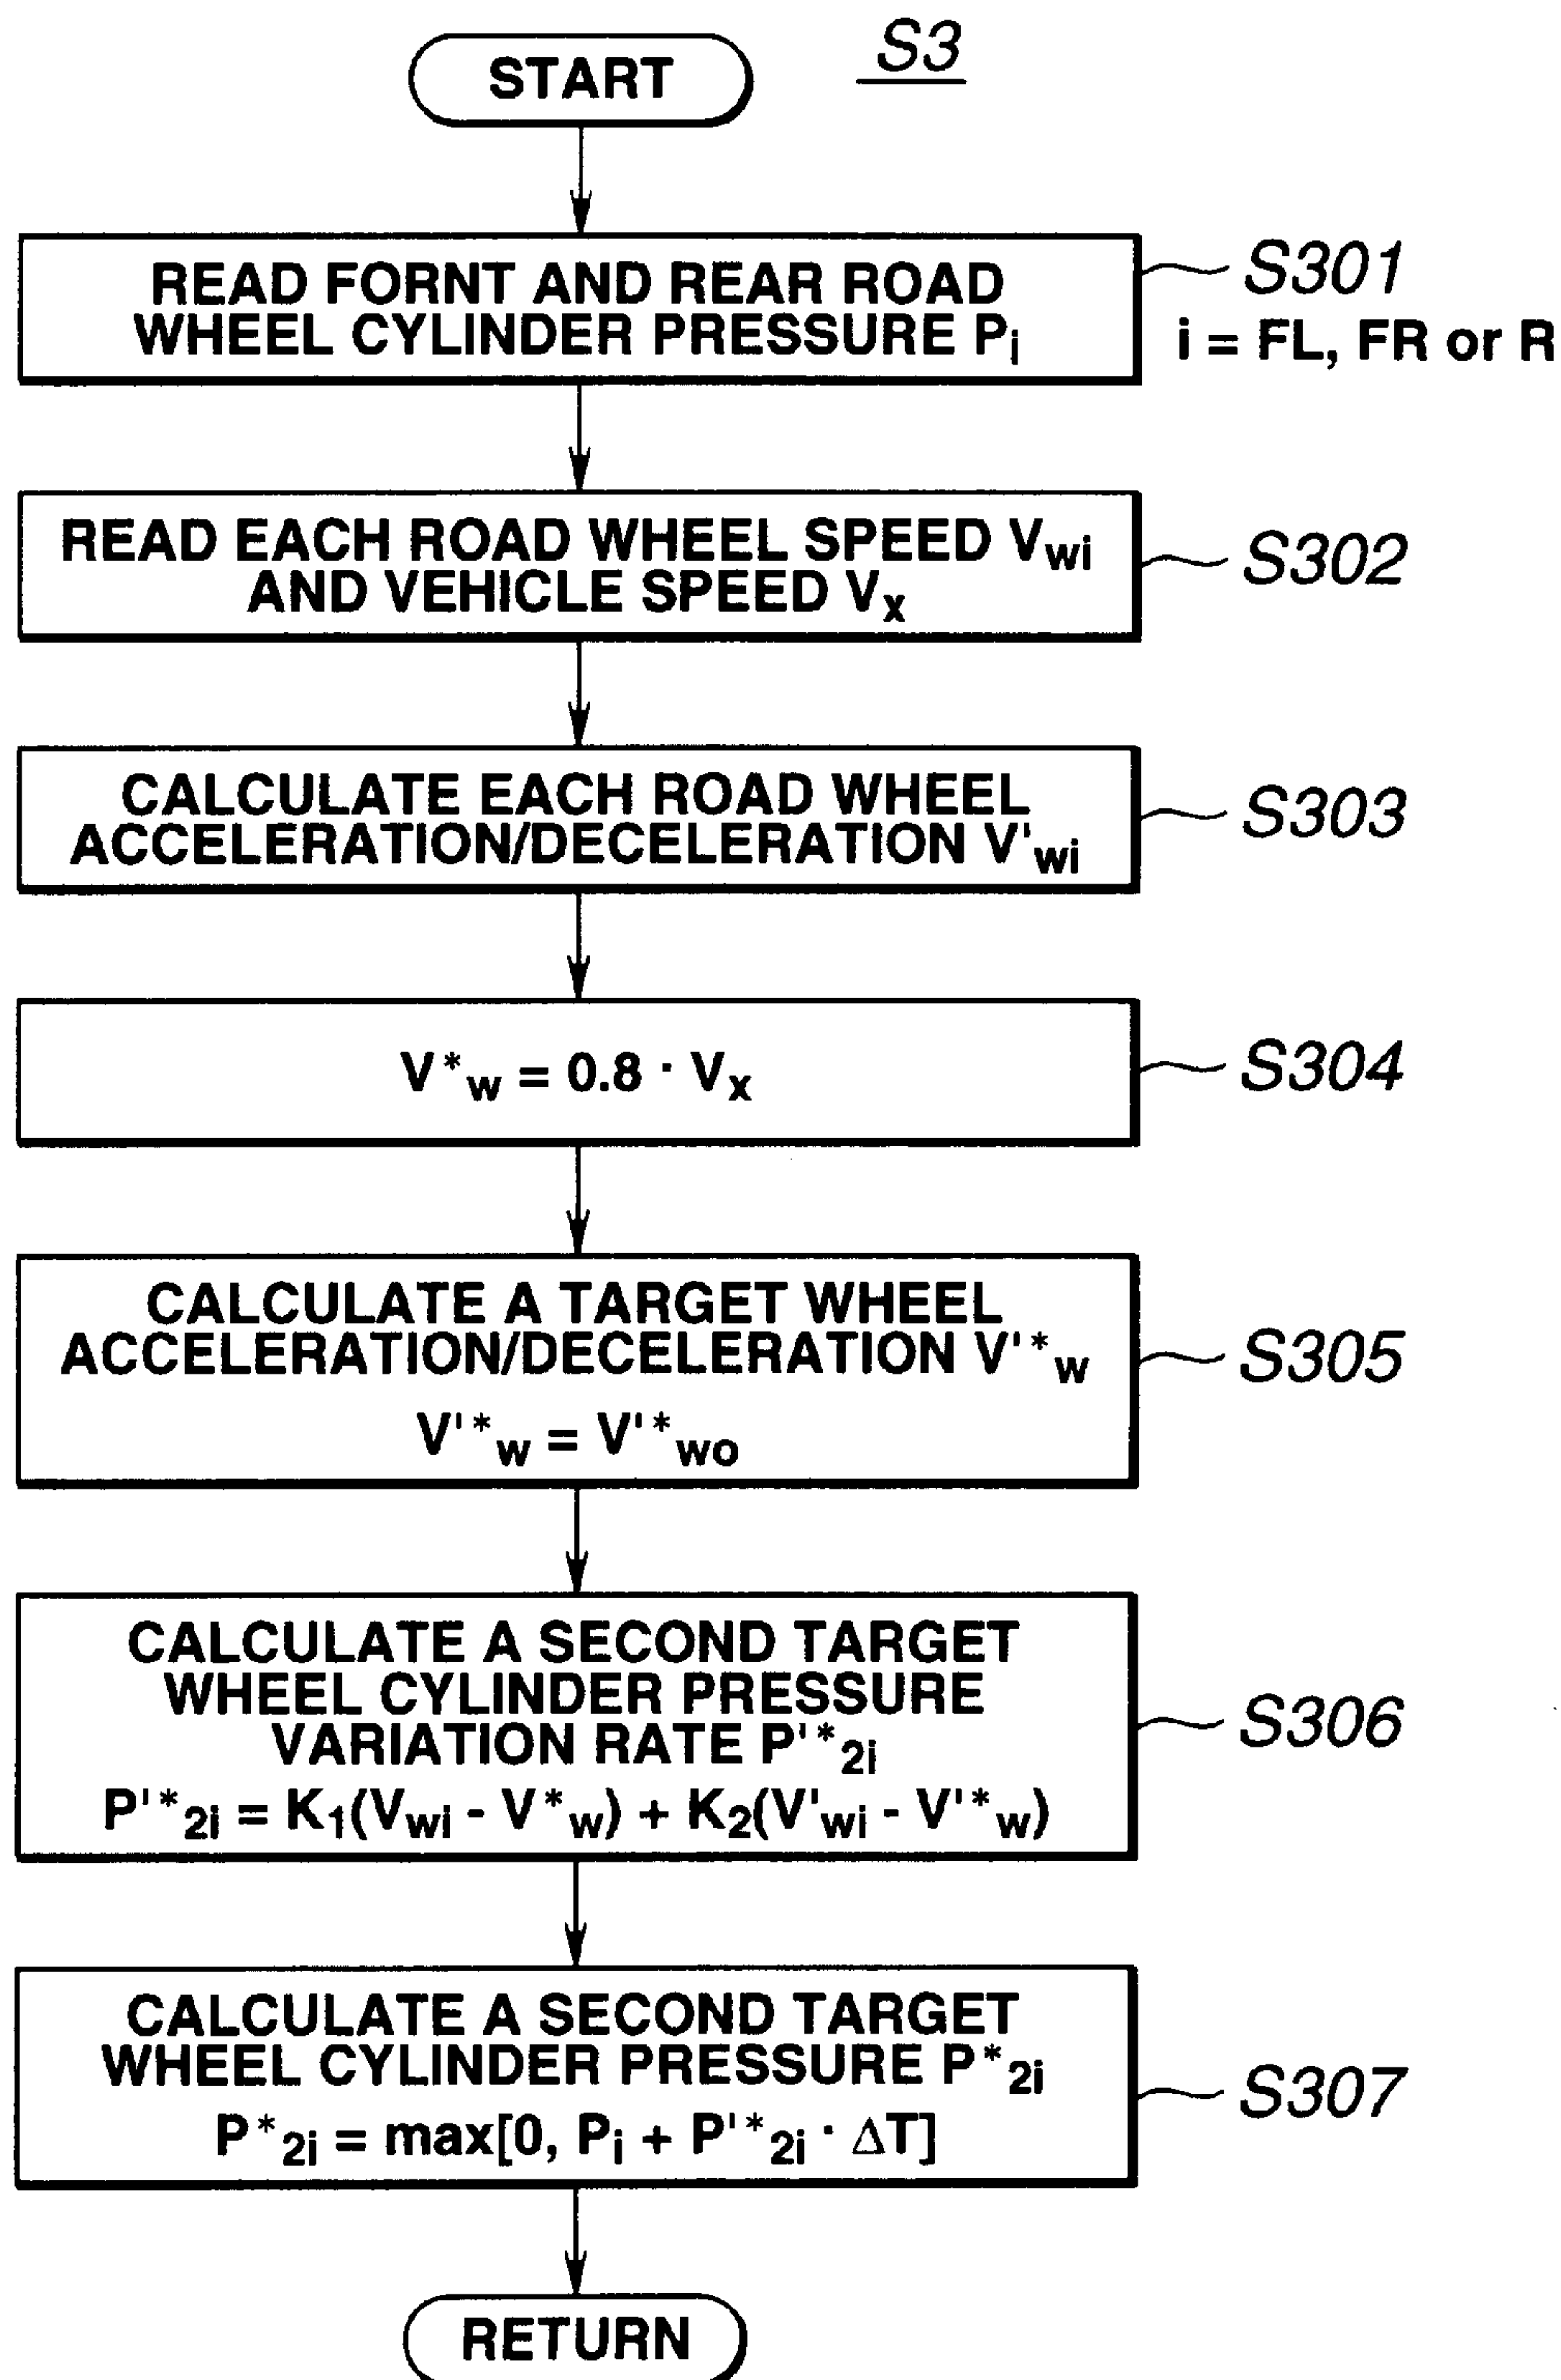 START
S3
READ FORNT AND REAR ROAD
WHEEL CYLINDER PRESSURE Pi
S301
i = FL, FR or R
READ EACH ROAD WHEEL SPEED Vwi
AND VEHICLE SPEED Vx
S302
CALCULATE EACH ROAD WHEEL
ACCELERATION/DECELERATION V'wi
S303
V*w = 0.8 · Vx
S304
CALCULATE A TARGET WHEEL
ACCELERATION/DECELERATION V'*w
V'*w = V'*wo
S305
CALCULATE A SECOND TARGET
WHEEL CYLINDER PRESSURE
VARIATION RATE P'*2i
P'*2i = K1(Vwi - V*w) + K2(V'wi - V'*w)
S306
CALCULATE A SECOND TARGET
WHEEL CYLINDER PRESSURE P*2i
P*2i = max[0, Pi + P'*2i · ΔT]
S307
RETURN